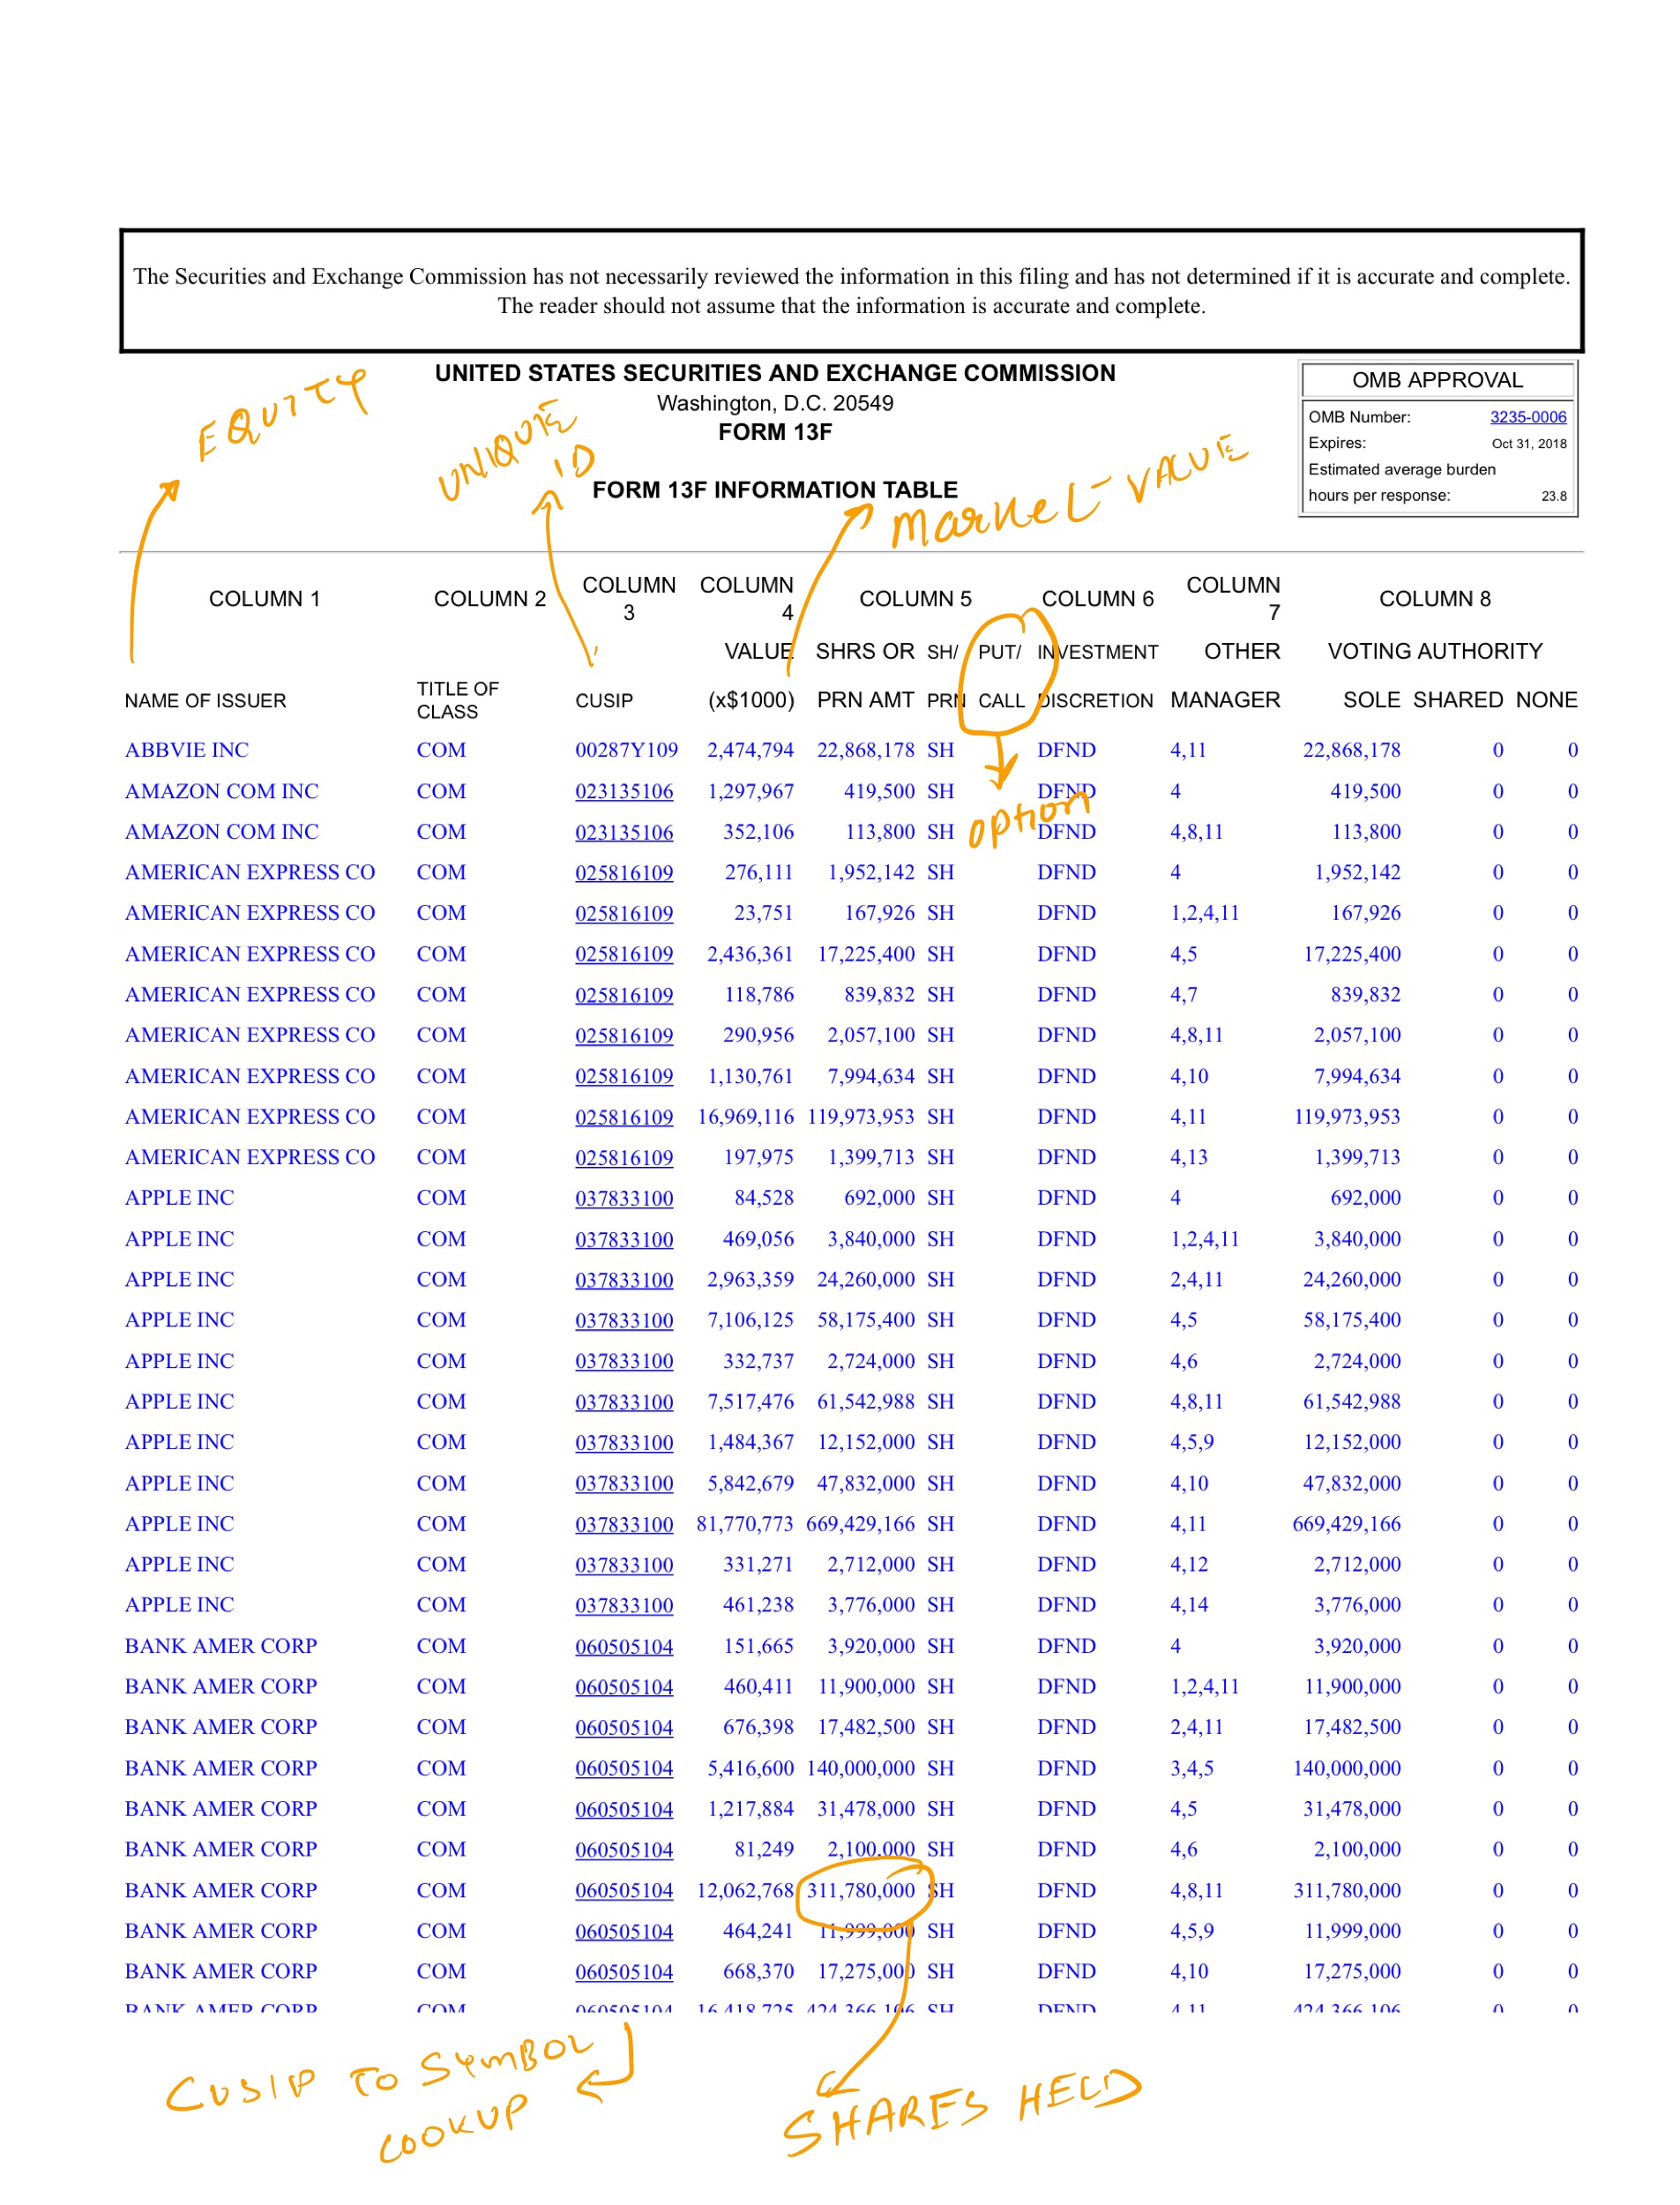 The Securities and Exchange Commission has not necessarily reviewed the information in this filing and has not determined if it is accurate and complete.
The reader should not assume that the information is accurate and complete.
UNITED STATES SECURITIES AND EXCHANGE COMMISSION
Washington, D.C. 20549
FORM 13F
FORM 13F INFORMATION TABLE
OMB APPROVAL
OMB Number: 3235-0006
Expires: Oct 31, 2018
Estimated average burden
hours per response: 23.8
EQUITY
UNIQUE
ID
market VALUE
COLUMN 1 COLUMN 2 COLUMN 3 COLUMN 4 COLUMN 5 COLUMN 6 COLUMN 7 COLUMN 8
VALUE SHRS OR SH/ PUT/ INVESTMENT OTHER VOTING AUTHORITY
NAME OF ISSUER TITLE OF CLASS CUSIP (x$1000) PRN AMT PRN CALL DISCRETION MANAGER SOLE SHARED NONE
ABBVIE INC COM 00287Y109 2,474,794 22,868,178 SH DFND 4,11 22,868,178 0 0
AMAZON COM INC COM 023135106 1,297,967 419,500 SH DFND 4 419,500 0 0
option
AMAZON COM INC COM 023135106 352,106 113,800 SH DFND 4,8,11 113,800 0 0
AMERICAN EXPRESS CO COM 025816109 276,111 1,952,142 SH DFND 4 1,952,142 0 0
AMERICAN EXPRESS CO COM 025816109 23,751 167,926 SH DFND 1,2,4,11 167,926 0 0
AMERICAN EXPRESS CO COM 025816109 2,436,361 17,225,400 SH DFND 4,5 17,225,400 0 0
AMERICAN EXPRESS CO COM 025816109 118,786 839,832 SH DFND 4,7 839,832 0 0
AMERICAN EXPRESS CO COM 025816109 290,956 2,057,100 SH DFND 4,8,11 2,057,100 0 0
AMERICAN EXPRESS CO COM 025816109 1,130,761 7,994,634 SH DFND 4,10 7,994,634 0 0
AMERICAN EXPRESS CO COM 025816109 16,969,116 119,973,953 SH DFND 4,11 119,973,953 0 0
AMERICAN EXPRESS CO COM 025816109 197,975 1,399,713 SH DFND 4,13 1,399,713 0 0
APPLE INC COM 037833100 84,528 692,000 SH DFND 4 692,000 0 0
APPLE INC COM 037833100 469,056 3,840,000 SH DFND 1,2,4,11 3,840,000 0 0
APPLE INC COM 037833100 2,963,359 24,260,000 SH DFND 2,4,11 24,260,000 0 0
APPLE INC COM 037833100 7,106,125 58,175,400 SH DFND 4,5 58,175,400 0 0
APPLE INC COM 037833100 332,737 2,724,000 SH DFND 4,6 2,724,000 0 0
APPLE INC COM 037833100 7,517,476 61,542,988 SH DFND 4,8,11 61,542,988 0 0
APPLE INC COM 037833100 1,484,367 12,152,000 SH DFND 4,5,9 12,152,000 0 0
APPLE INC COM 037833100 5,842,679 47,832,000 SH DFND 4,10 47,832,000 0 0
APPLE INC COM 037833100 81,770,773 669,429,166 SH DFND 4,11 669,429,166 0 0
APPLE INC COM 037833100 331,271 2,712,000 SH DFND 4,12 2,712,000 0 0
APPLE INC COM 037833100 461,238 3,776,000 SH DFND 4,14 3,776,000 0 0
BANK AMER CORP COM 060505104 151,665 3,920,000 SH DFND 4 3,920,000 0 0
BANK AMER CORP COM 060505104 460,411 11,900,000 SH DFND 1,2,4,11 11,900,000 0 0
BANK AMER CORP COM 060505104 676,398 17,482,500 SH DFND 2,4,11 17,482,500 0 0
BANK AMER CORP COM 060505104 5,416,600 140,000,000 SH DFND 3,4,5 140,000,000 0 0
BANK AMER CORP COM 060505104 1,217,884 31,478,000 SH DFND 4,5 31,478,000 0 0
BANK AMER CORP COM 060505104 81,249 2,100,000 SH DFND 4,6 2,100,000 0 0
BANK AMER CORP COM 060505104 12,062,768 311,780,000 SH DFND 4,8,11 311,780,000 0 0
BANK AMER CORP COM 060505104 464,241 11,999,000 SH DFND 4,5,9 11,999,000 0 0
BANK AMER CORP COM 060505104 668,370 17,275,000 SH DFND 4,10 17,275,000 0 0
BANK AMER CORP COM 060505104 16,418,725 424,366,106 SH DFND 4,11 424,366,106 0 0
CUSIP TO SYMBOL
LOOKUP
SHARES HELD